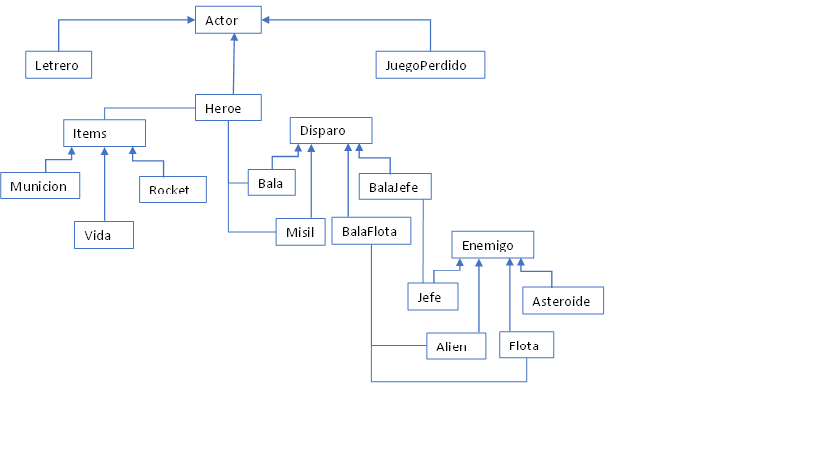 Actor
Letrero
JuegoPerdido
Heroe
Items
Disparo
Municion
Rocket
Bala
BalaJefe
Vida
Misil
BalaFlota
Enemigo
Jefe
Asteroide
Alien
Flota